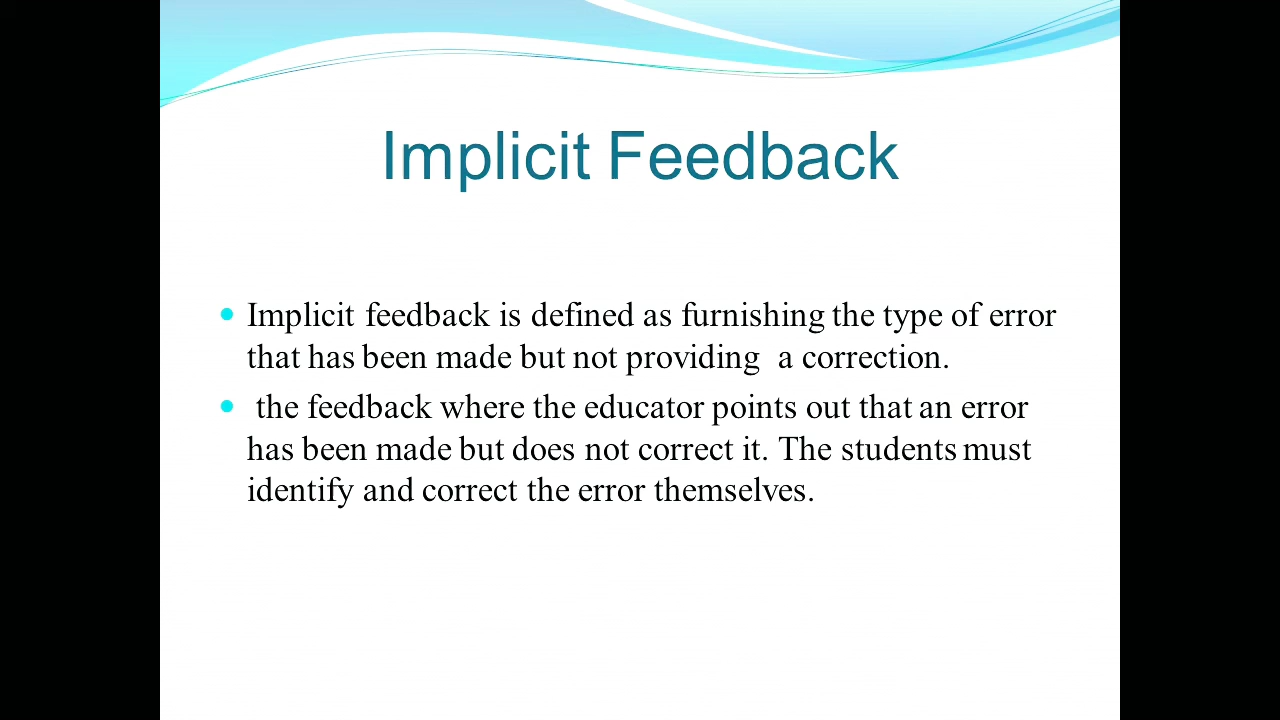 Implicit Feedback
Implicit feedback is defined as furnishing the type of error
that has been made but not providing  a correction.
the feedback where the educator points out that an error
has been made but does not correct it. The students must
identify and correct the error themselves.